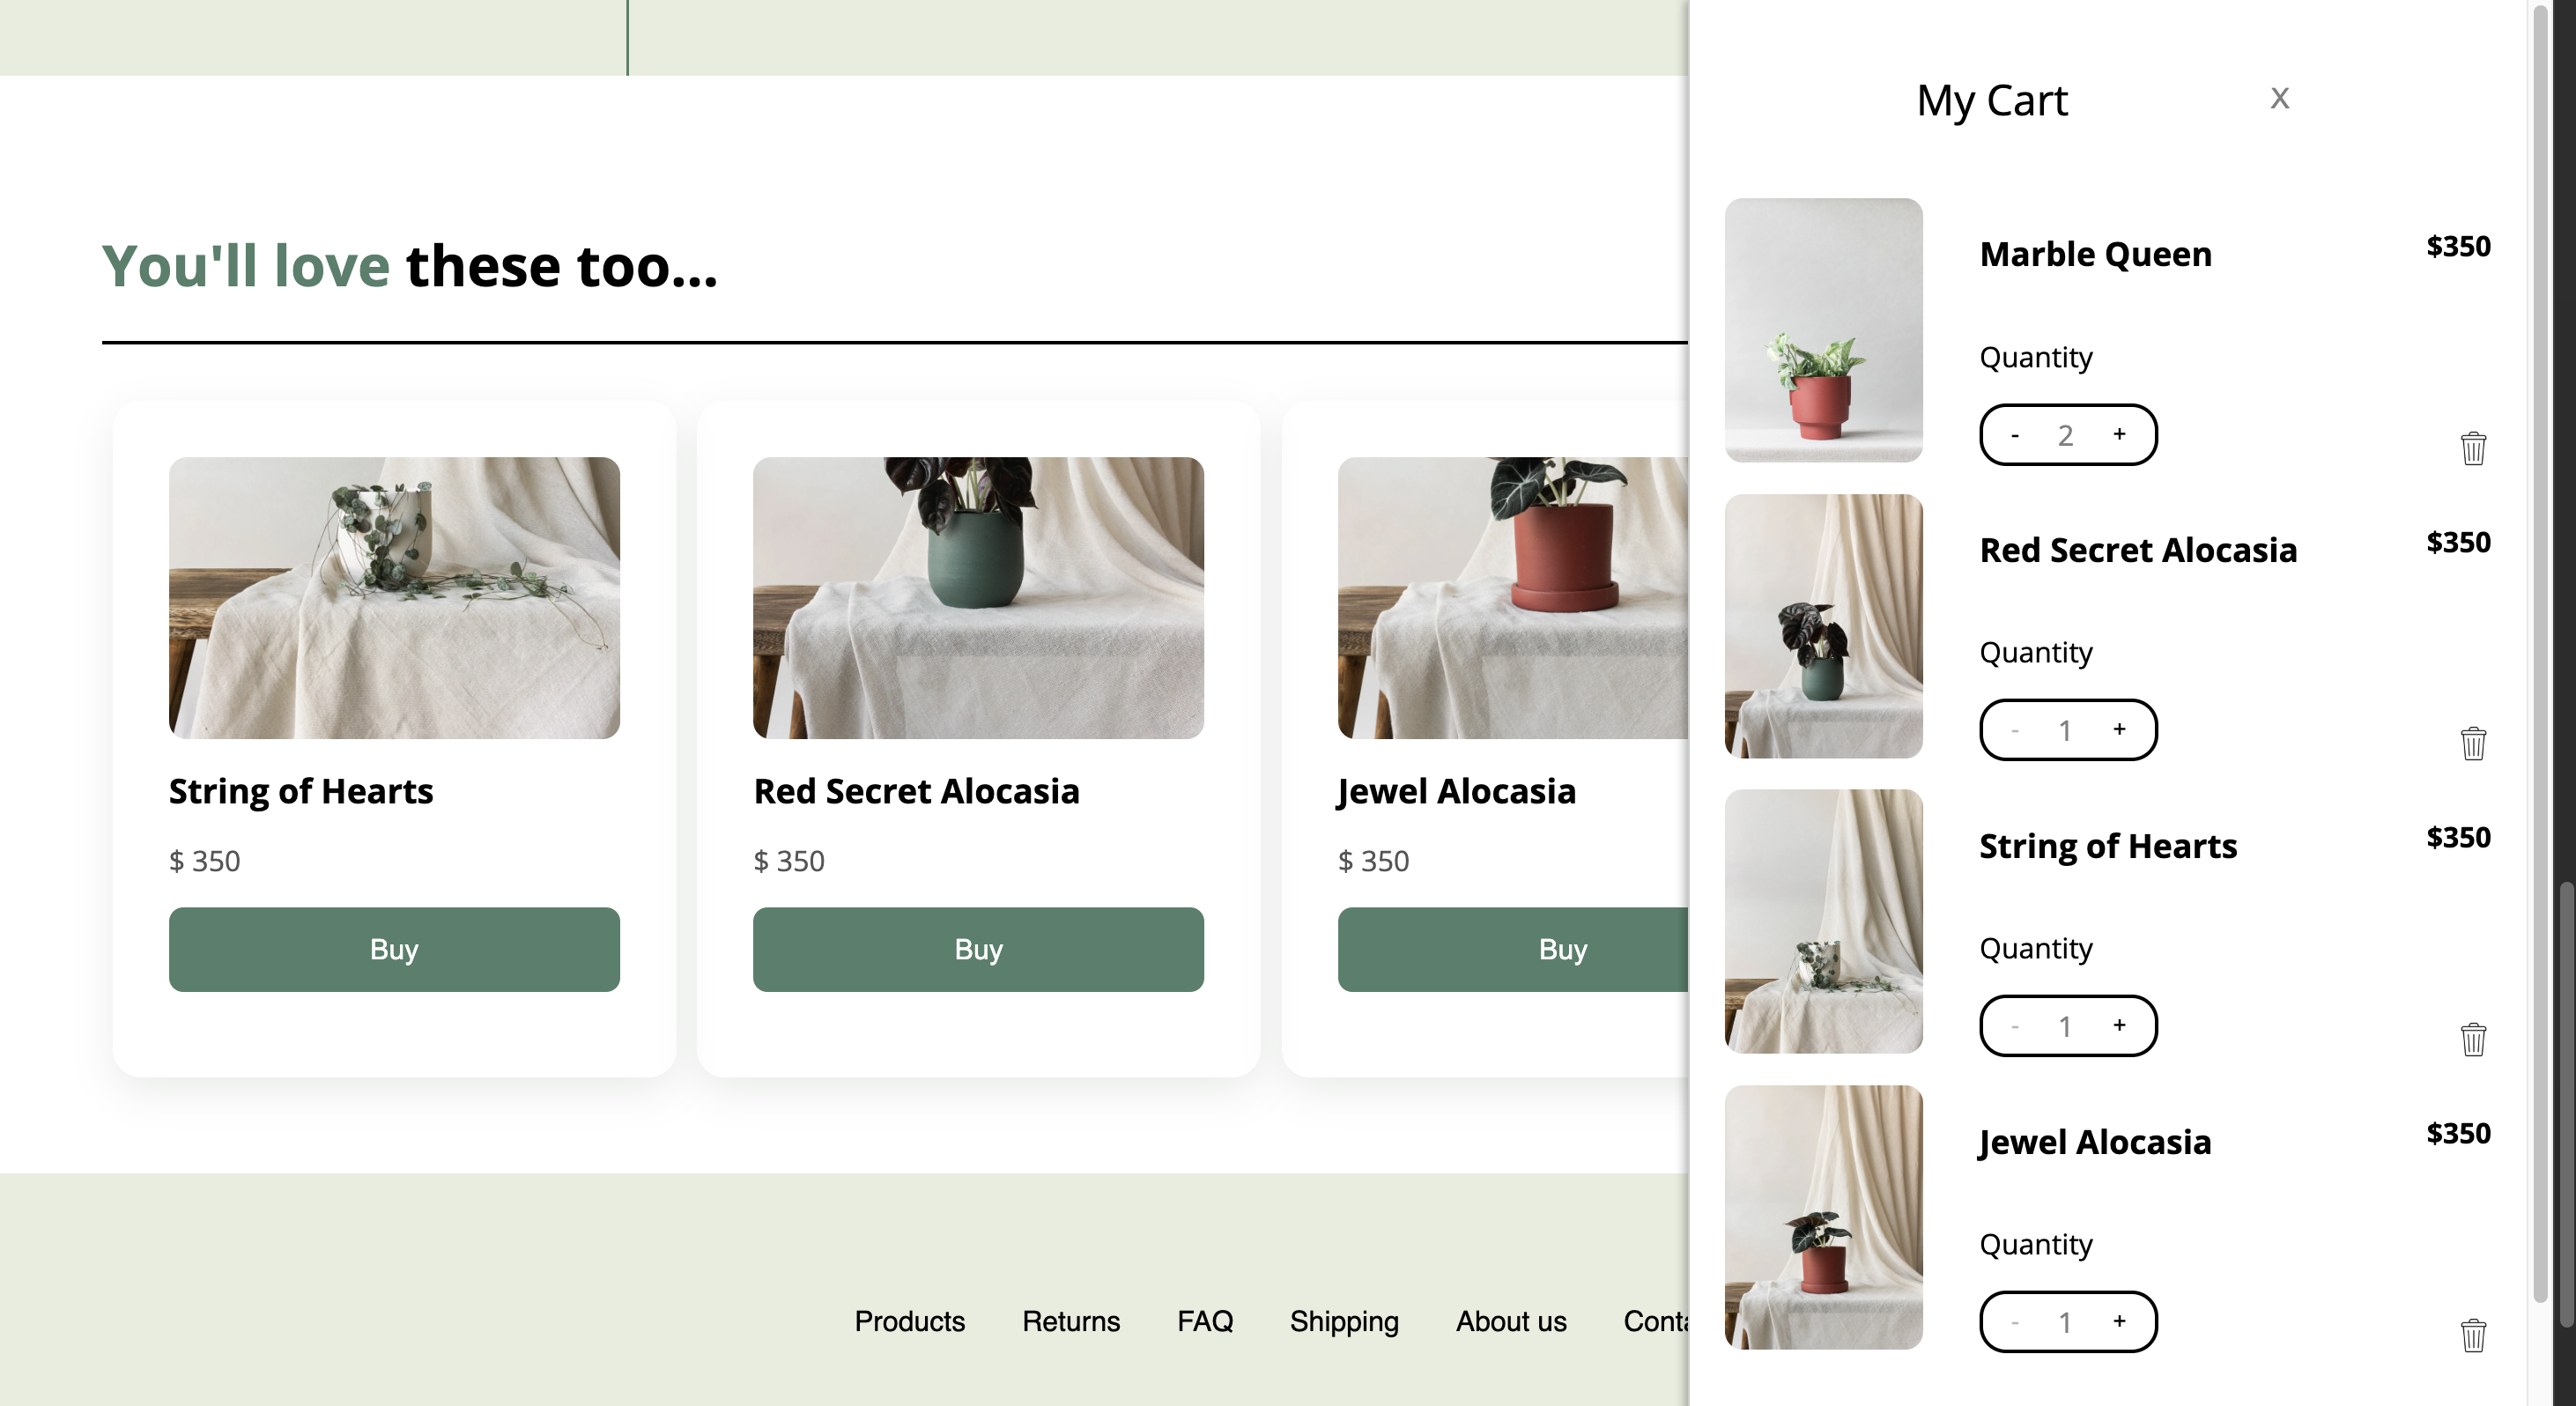 You'll love these too...
String of Hearts
$ 350
Buy
Red Secret Alocasia
$ 350
Buy
Jewel Alocasia
$ 350
Buy
Products Returns FAQ Shipping About us
My Cart x
Marble Queen $350
Quantity
- 2 +
Red Secret Alocasia $350
Quantity
- 1 +
String of Hearts $350
Quantity
- 1 +
Jewel Alocasia $350
Quantity
- 1 +